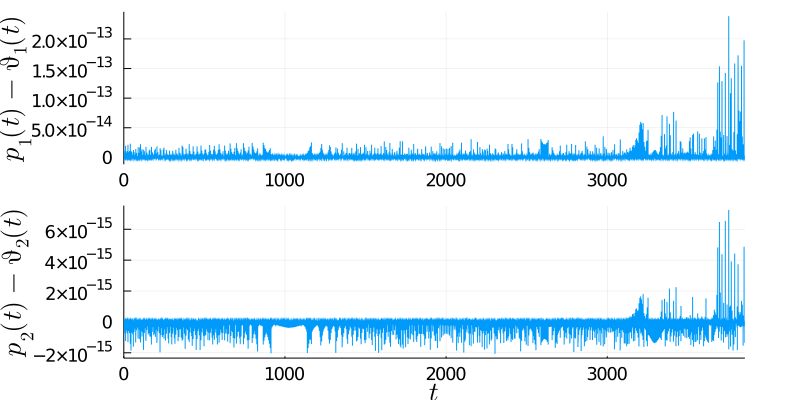 p₁(t) − ϑ₁(t)
2.0×10⁻¹³
1.5×10⁻¹³
1.0×10⁻¹³
5.0×10⁻¹⁴
0
0 1000 2000 3000
p₂(t) − ϑ₂(t)
6×10⁻¹⁵
4×10⁻¹⁵
2×10⁻¹⁵
0
−2×10⁻¹⁵
0 1000 2000 3000
t